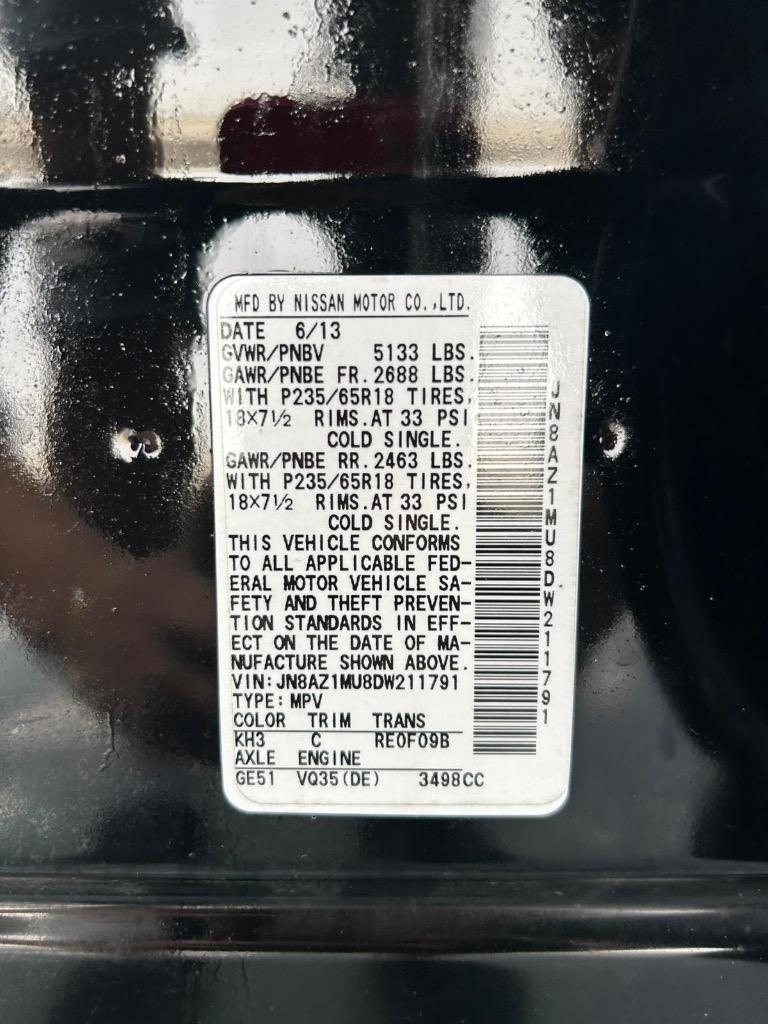 MFD BY NISSAN MOTOR CO.,LTD.
DATE 6/13
GVWR/PNBV 5133 LBS.
GAWR/PNBE FR. 2688 LBS.
WITH P235/65R18 TIRES,
18X7½ RIMS. AT 33 PSI
COLD SINGLE.
GAWR/PNBE RR. 2463 LBS.
WITH P235/65R18 TIRES,
18X7½ RIMS. AT 33 PSI
COLD SINGLE.
THIS VEHICLE CONFORMS
TO ALL APPLICABLE FED-
ERAL MOTOR VEHICLE SA-
FETY AND THEFT PREVEN-
TION STANDARDS IN EFF-
ECT ON THE DATE OF MA-
NUFACTURE SHOWN ABOVE.
VIN:JN8AZ1MU8DW211791
TYPE: MPV
COLOR TRIM TRANS
KH3 C RE0F09B
AXLE ENGINE
GE51 VQ35(DE) 3498CC
JN8AZ1MU8DW211791